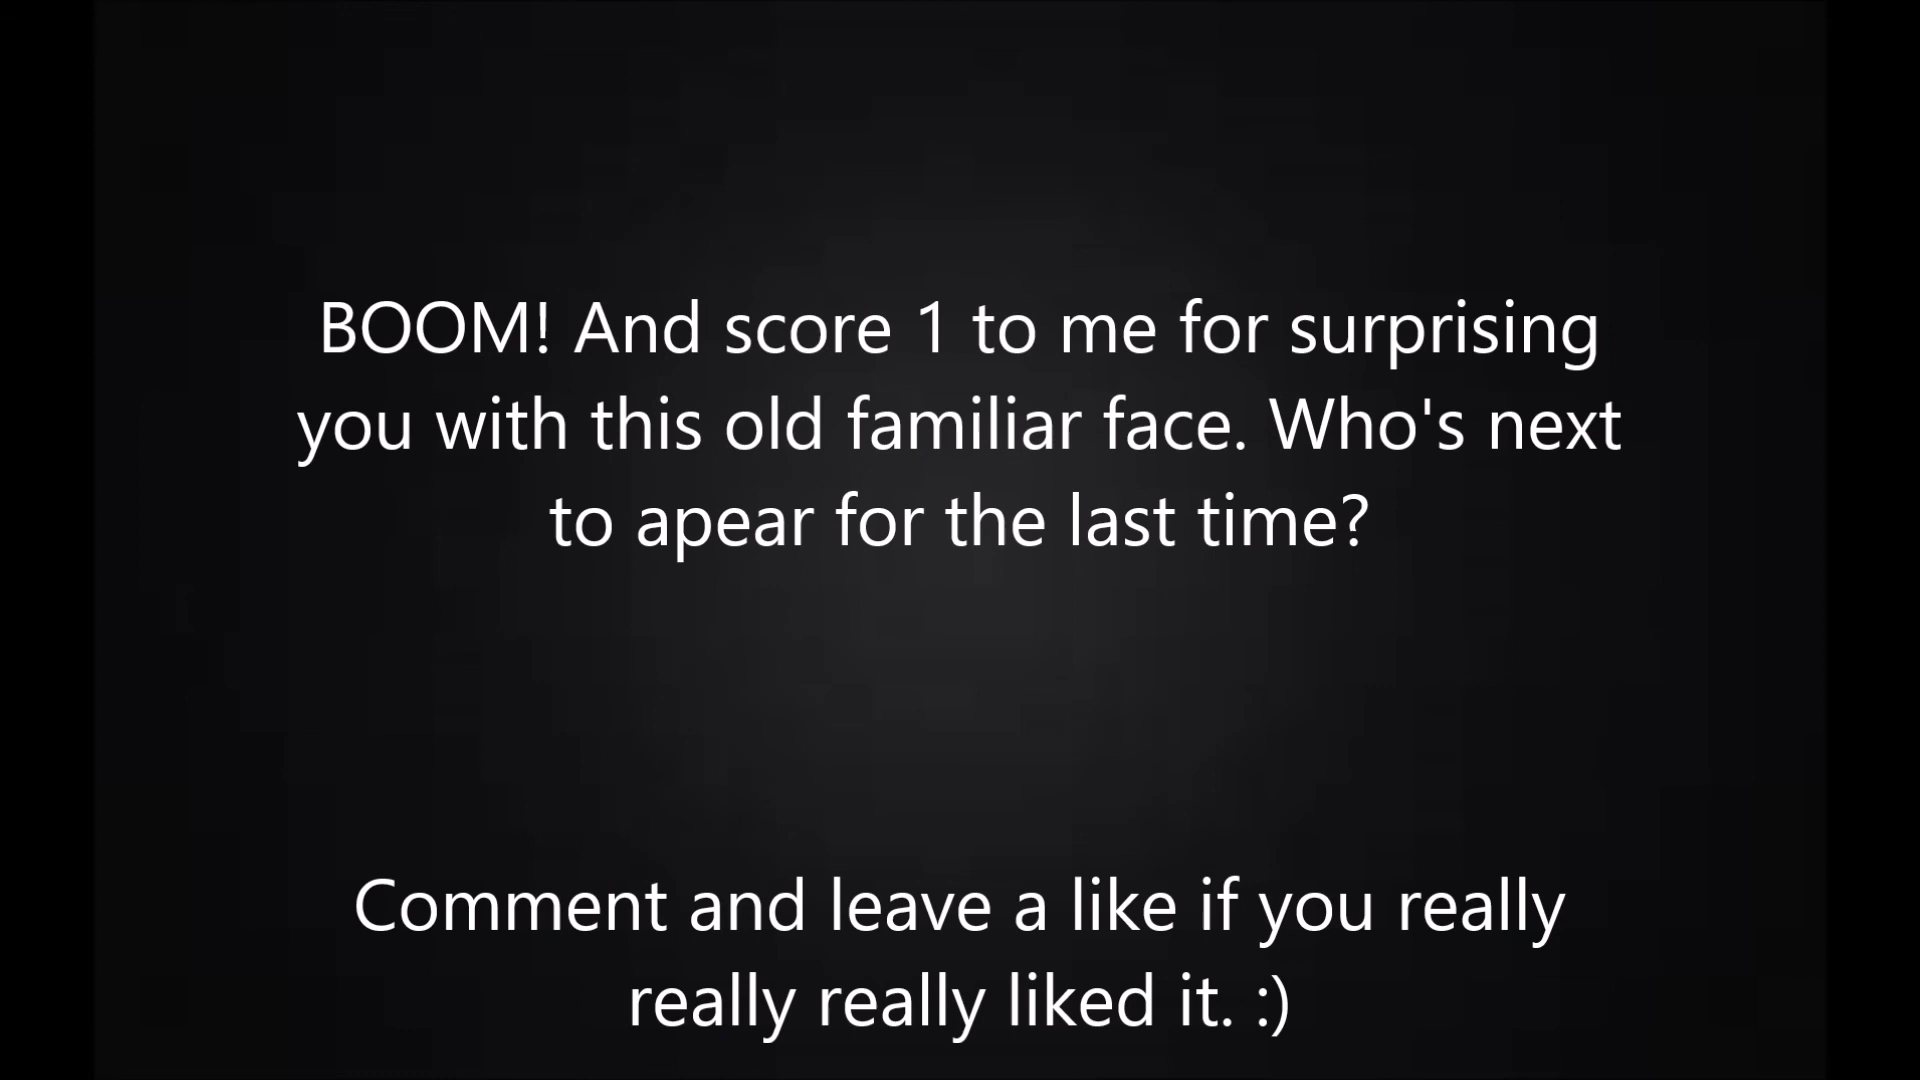 BOOM! And score 1 to me for surprising
you with this old familiar face. Who's next
to apear for the last time?
Comment and leave a like if you really
really really liked it. :)